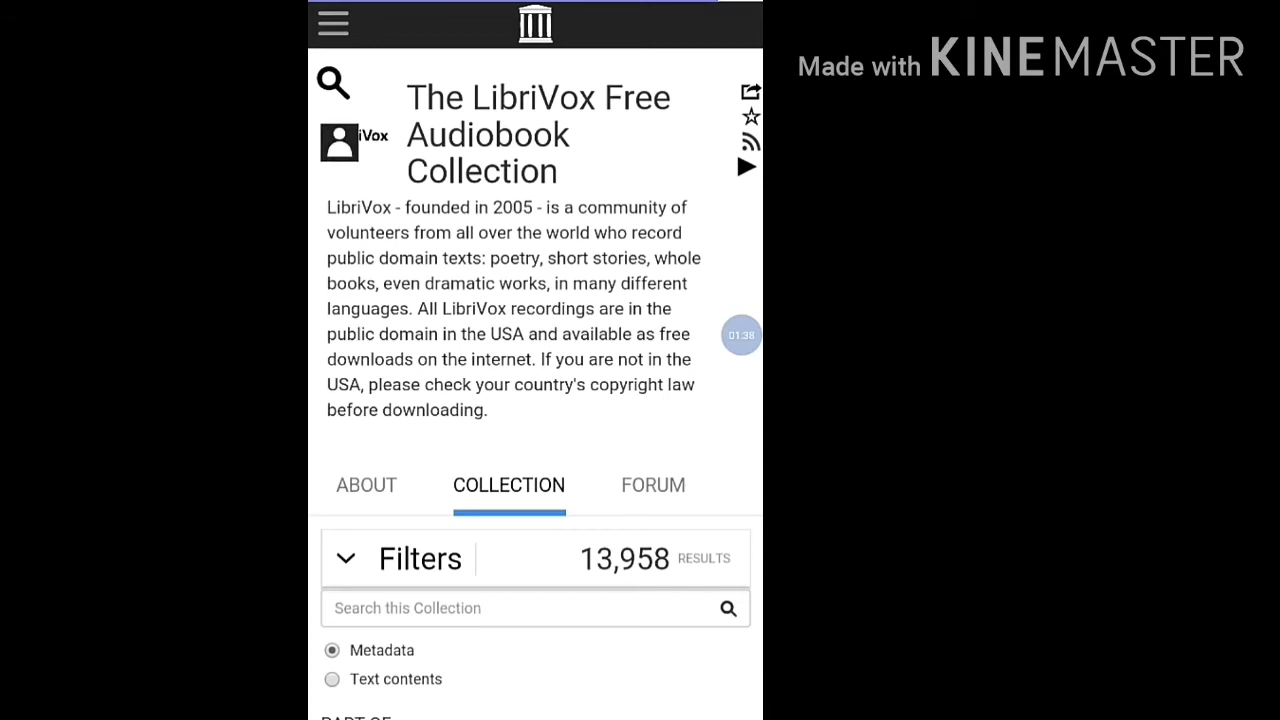 Made with KINEMASTER
The LibriVox Free
Audiobook
Collection
iVox
LibriVox - founded in 2005 - is a community of
volunteers from all over the world who record
public domain texts: poetry, short stories, whole
books, even dramatic works, in many different
languages. All LibriVox recordings are in the
public domain in the USA and available as free
downloads on the internet. If you are not in the
USA, please check your country's copyright law
before downloading.
01:38
ABOUT COLLECTION FORUM
Filters 13,958 RESULTS
Search this Collection
Metadata
Text contents
PART OF